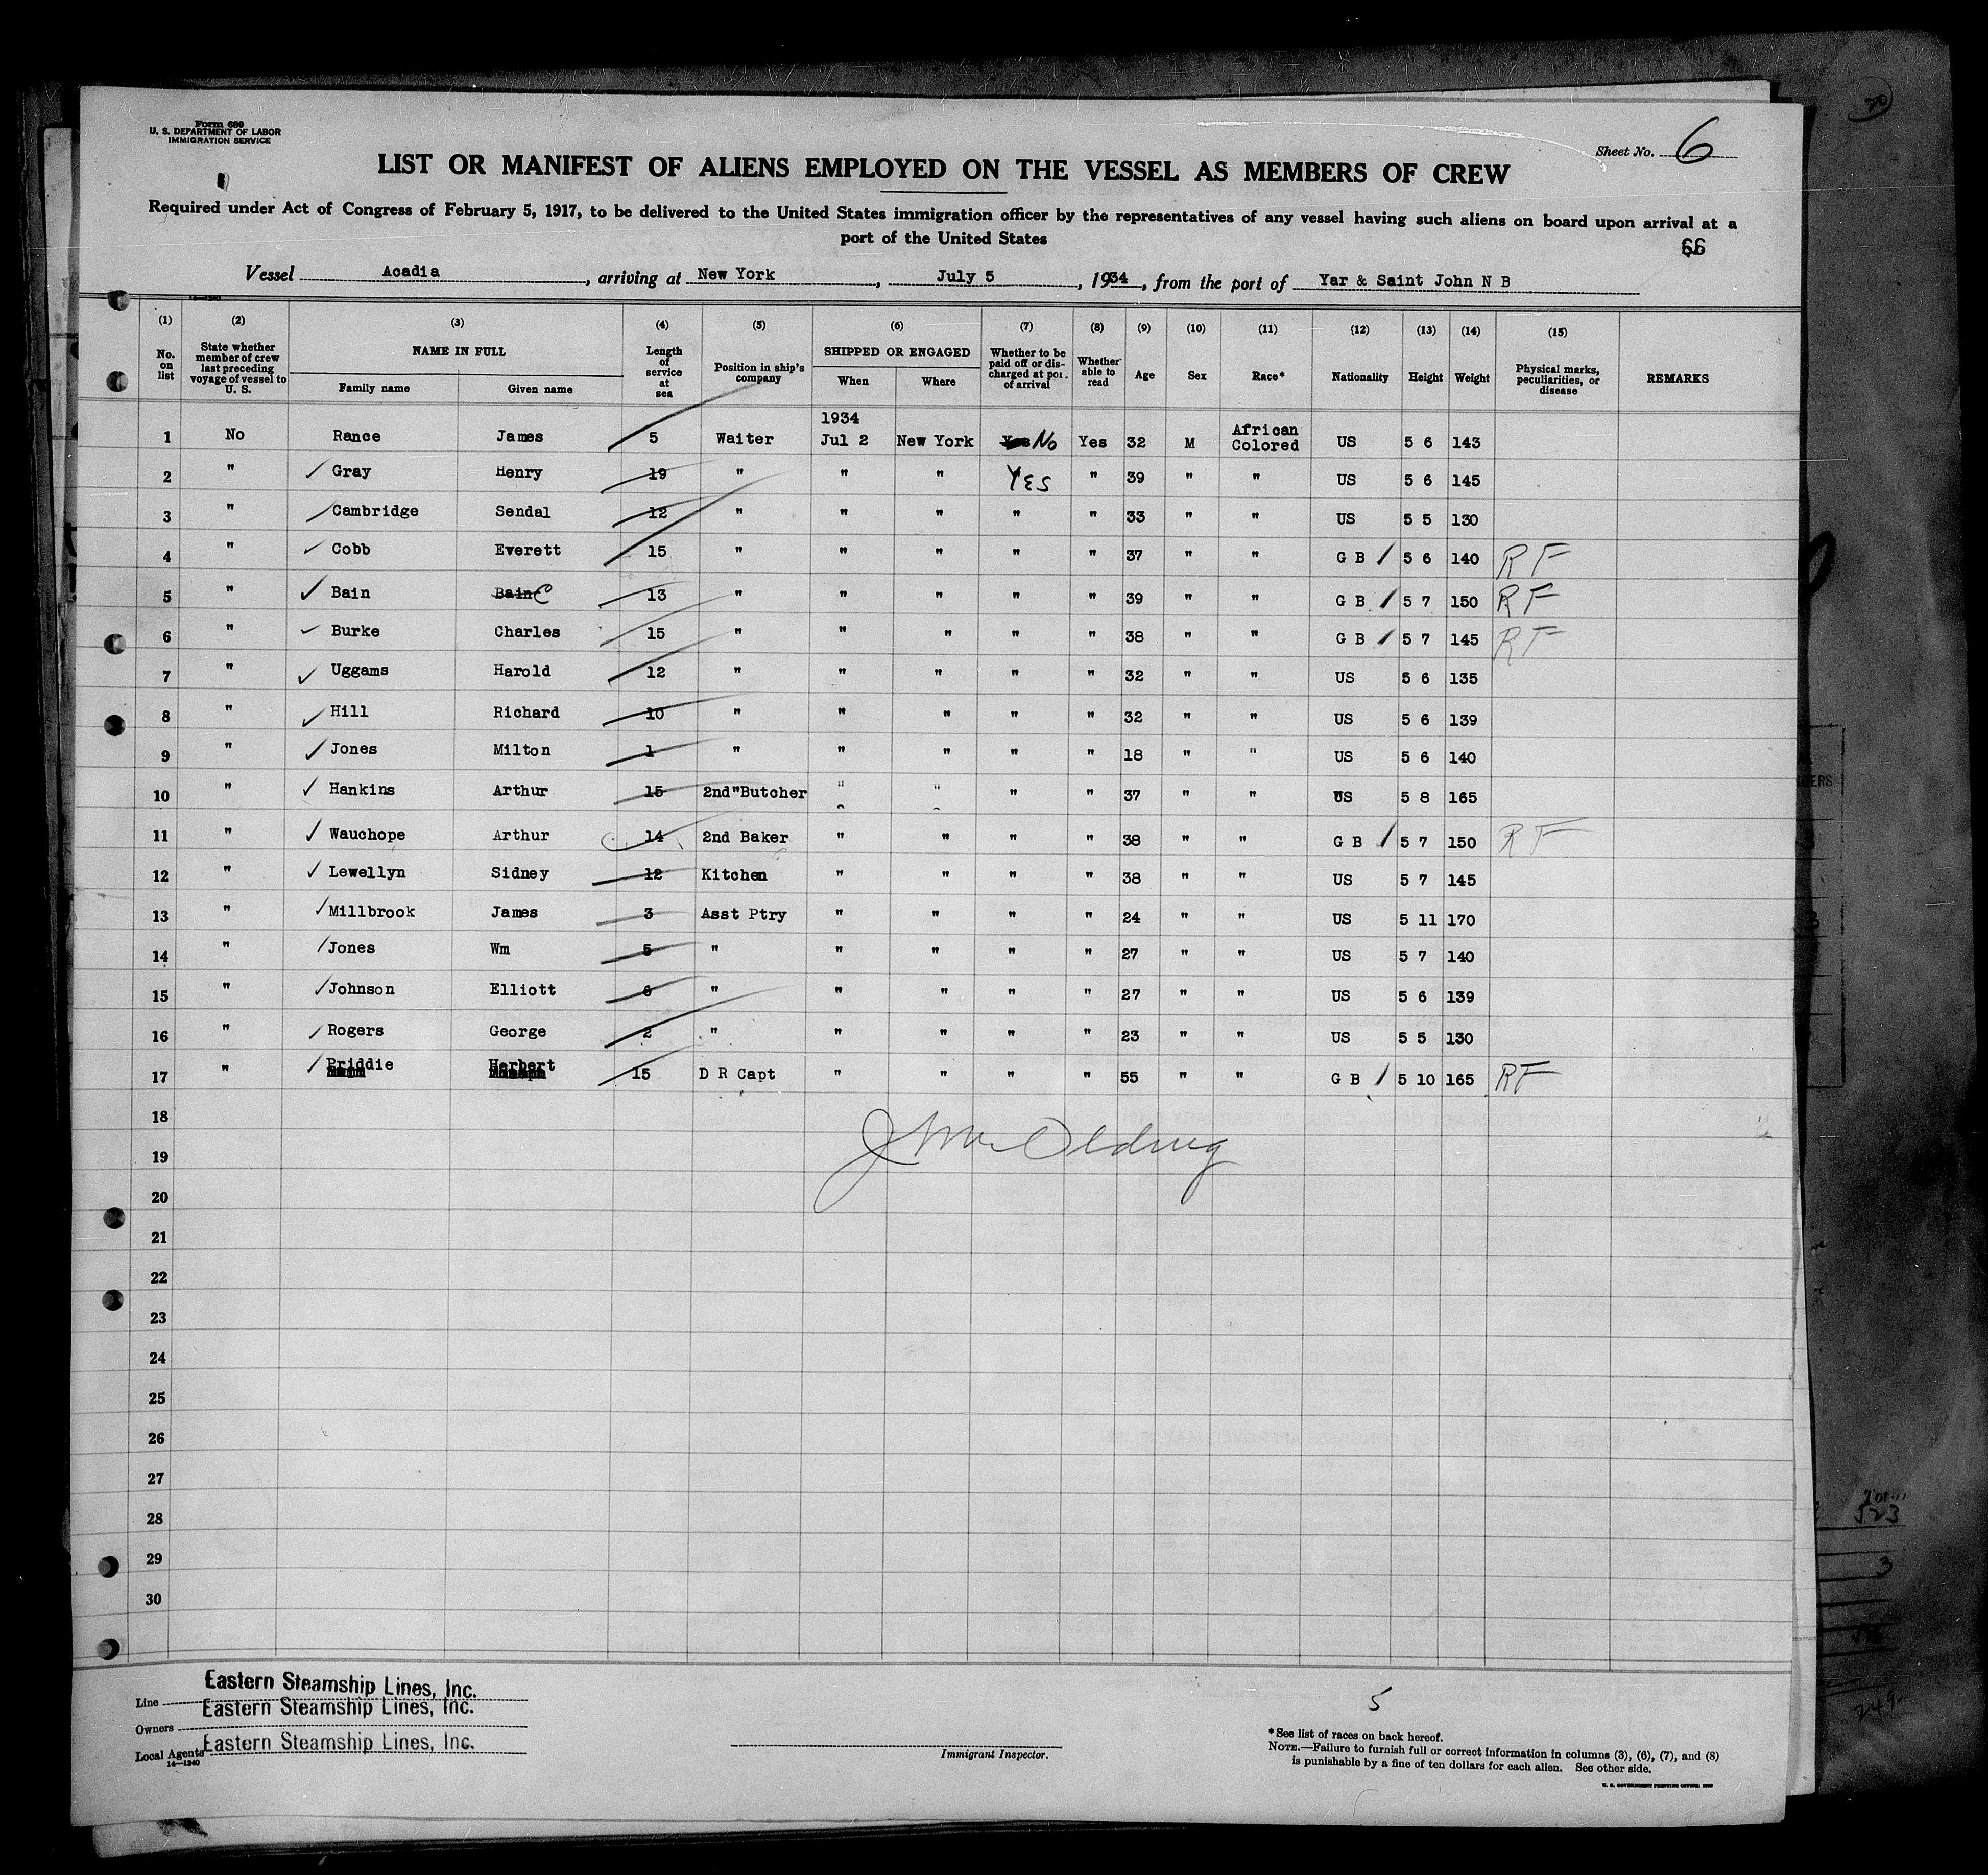 Form 680
U. S. DEPARTMENT OF LABOR
IMMIGRATION SERVICE
Sheet No. 6
LIST OR MANIFEST OF ALIENS EMPLOYED ON THE VESSEL AS MEMBERS OF CREW
Required under Act of Congress of February 5, 1917, to be delivered to the United States immigration officer by the representatives of any vessel having such aliens on board upon arrival at a
port of the United States
66
Vessel Acadia, arriving at New York, July 5, 1934, from the port of Yar & Saint John N B
(1) (2) (3) (4) (5) (6) (7) (8) (9) (10) (11) (12) (13) (14) (15)
No. on list | State whether member of crew last preceding voyage of vessel to U. S. | NAME IN FULL Family name Given name | Length of service at sea | Position in ship's company | SHIPPED OR ENGAGED When Where | Whether to be paid off or discharged at port of arrival | Whether able to read | Age | Sex | Race* | Nationality | Height | Weight | Physical marks, peculiarities, or disease | REMARKS
1 No Rance James 5 Waiter 1934 Jul 2 New York Yes No Yes 32 M African Colored US 5 6 143
2 " Gray Henry 19 " " " YES " 39 " " US 5 6 145
3 " Cambridge Sendal 12 " " " " " 33 " " US 5 5 130
4 " Cobb Everett 15 " " " " " 37 " " G B 5 6 140 RF
5 " Bain Bain C 13 " " " " " 39 " " G B 5 7 150 RF
6 " Burke Charles 15 " " " " " 38 " " G B 5 7 145 RF
7 " Uggams Harold 12 " " " " " 32 " " US 5 6 135
8 " Hill Richard 10 " " " " " 32 " " US 5 6 139
9 " Jones Milton 1 " " " " " 18 " " US 5 6 140
10 " Hankins Arthur 15 2nd"Butcher " " " " 37 " " US 5 8 165
11 " Wauchope Arthur 14 2nd Baker " " " " 38 " " G B 5 7 150 RF
12 " Lewellyn Sidney 12 Kitchen " " " " 38 " " US 5 7 145
13 " Millbrook James 3 Asst Ptry " " " " 24 " " US 5 11 170
14 " Jones Wm 5 " " " " " 27 " " US 5 7 140
15 " Johnson Elliott 6 " " " " " 27 " " US 5 6 139
16 " Rogers George 2 " " " " " 23 " " US 5 5 130
17 " Priddie Herbert 15 D R Capt " " " " 55 " " G B 5 10 165 RF
18
19
20
21
22
23
24
25
26
27
28
29
30
Line Eastern Steamship Lines, Inc.
Owners Eastern Steamship Lines, Inc.
Local Agents Eastern Steamship Lines, Inc.
14—1240
Immigrant Inspector.
5
*See list of races on back hereof.
NOTE.—Failure to furnish full or correct information in columns (3), (6), (7), and (8)
is punishable by a fine of ten dollars for each alien. See other side.
523
3